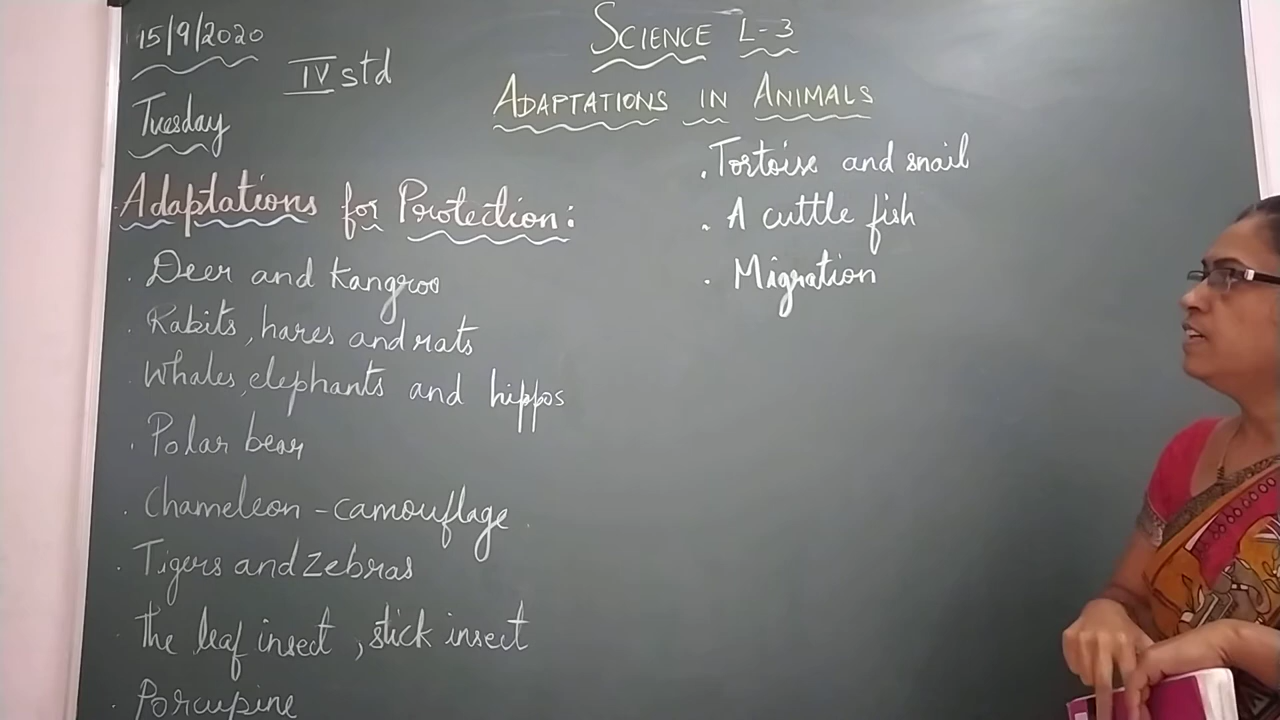 15/9/2020
IV std
Tuesday
SCIENCE L-3
ADAPTATIONS IN ANIMALS
Adaptations for Protection:
. Deer and Kangroo
. Rabits, hares and rats
. Whales, elephants and hippos
. Polar bear
. Chameleon - camouflage.
. Tigers and Zebras
. The leaf insect, stick insect
. Porcupine
. Tortoise and snail
. A cuttle fish
. Migration